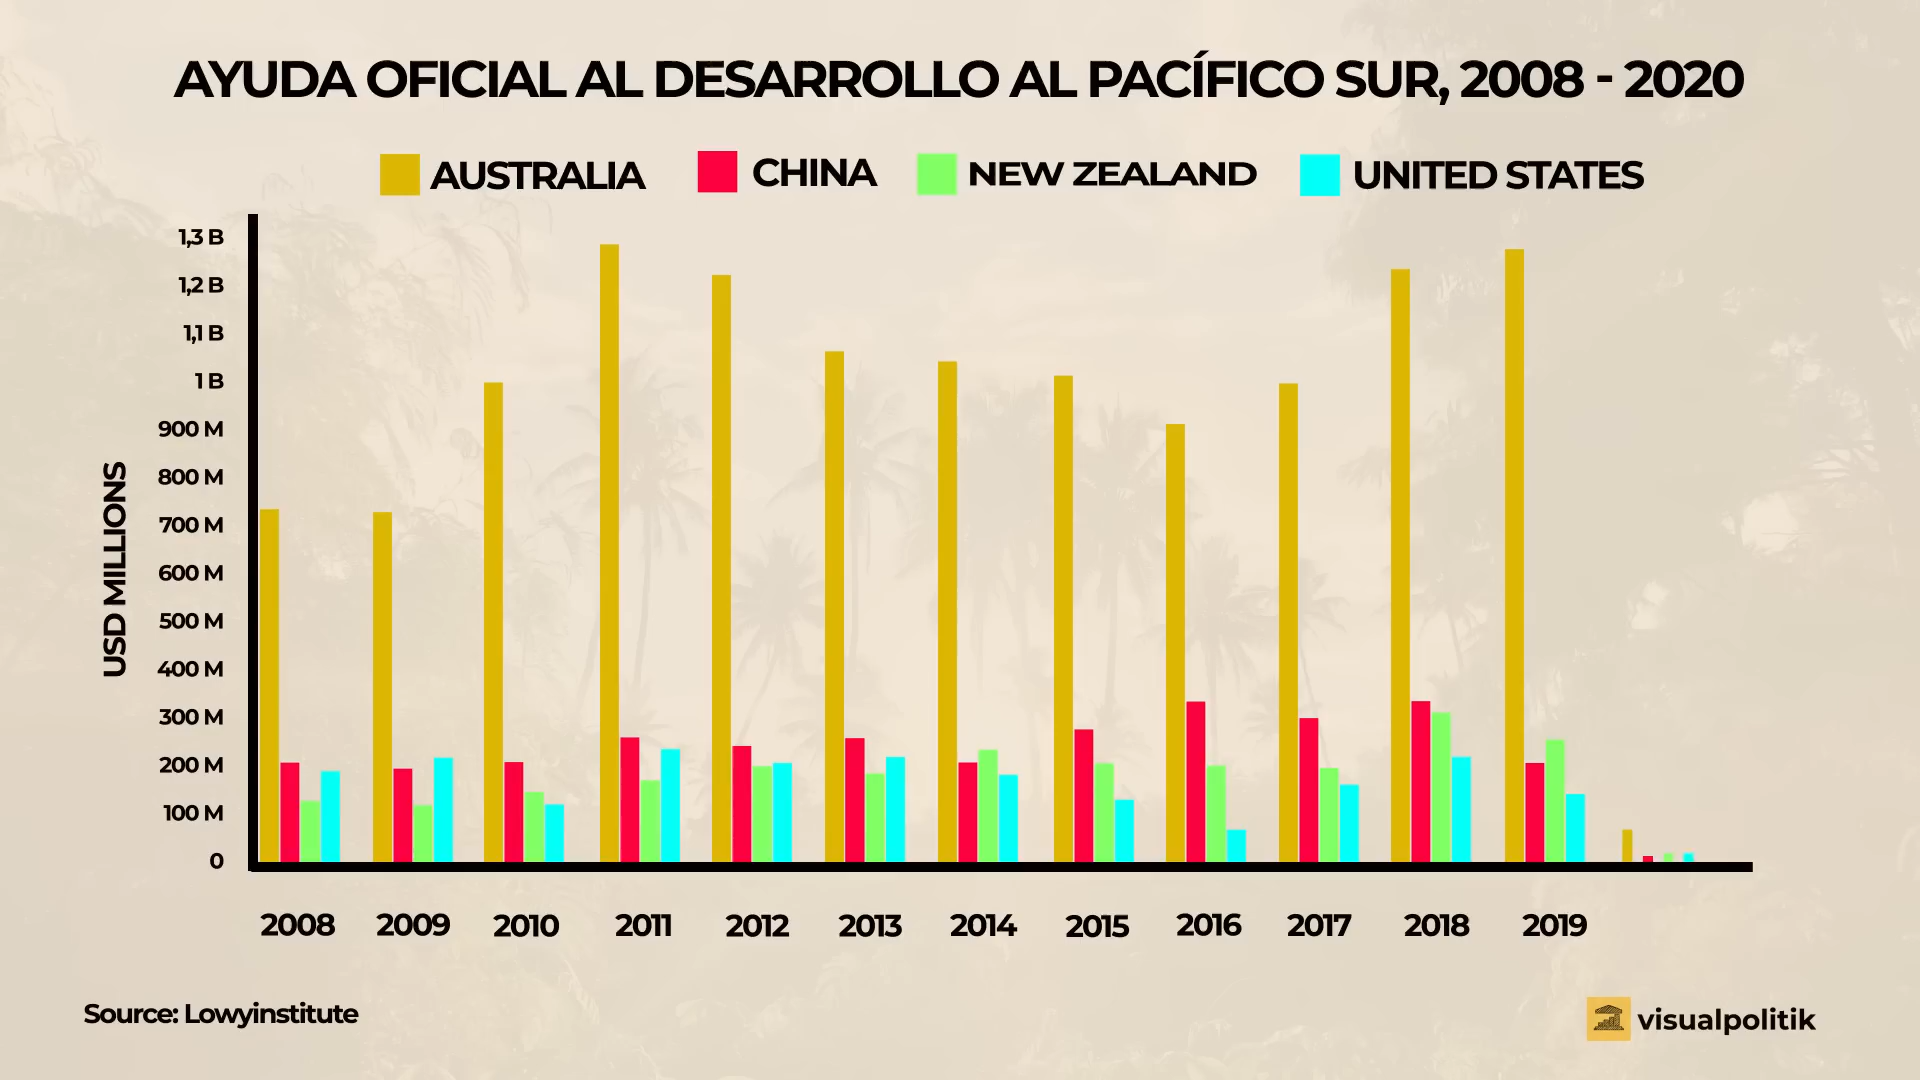 AYUDA OFICIAL AL DESARROLLO AL PACÍFICO SUR, 2008 - 2020
AUSTRALIA CHINA NEW ZEALAND UNITED STATES
USD MILLIONS
1,3 B
1,2 B
1,1 B
1 B
900 M
800 M
700 M
600 M
500 M
400 M
300 M
200 M
100 M
0
2008 2009 2010 2011 2012 2013 2014 2015 2016 2017 2018 2019
Source: Lowyinstitute
visualpolitik